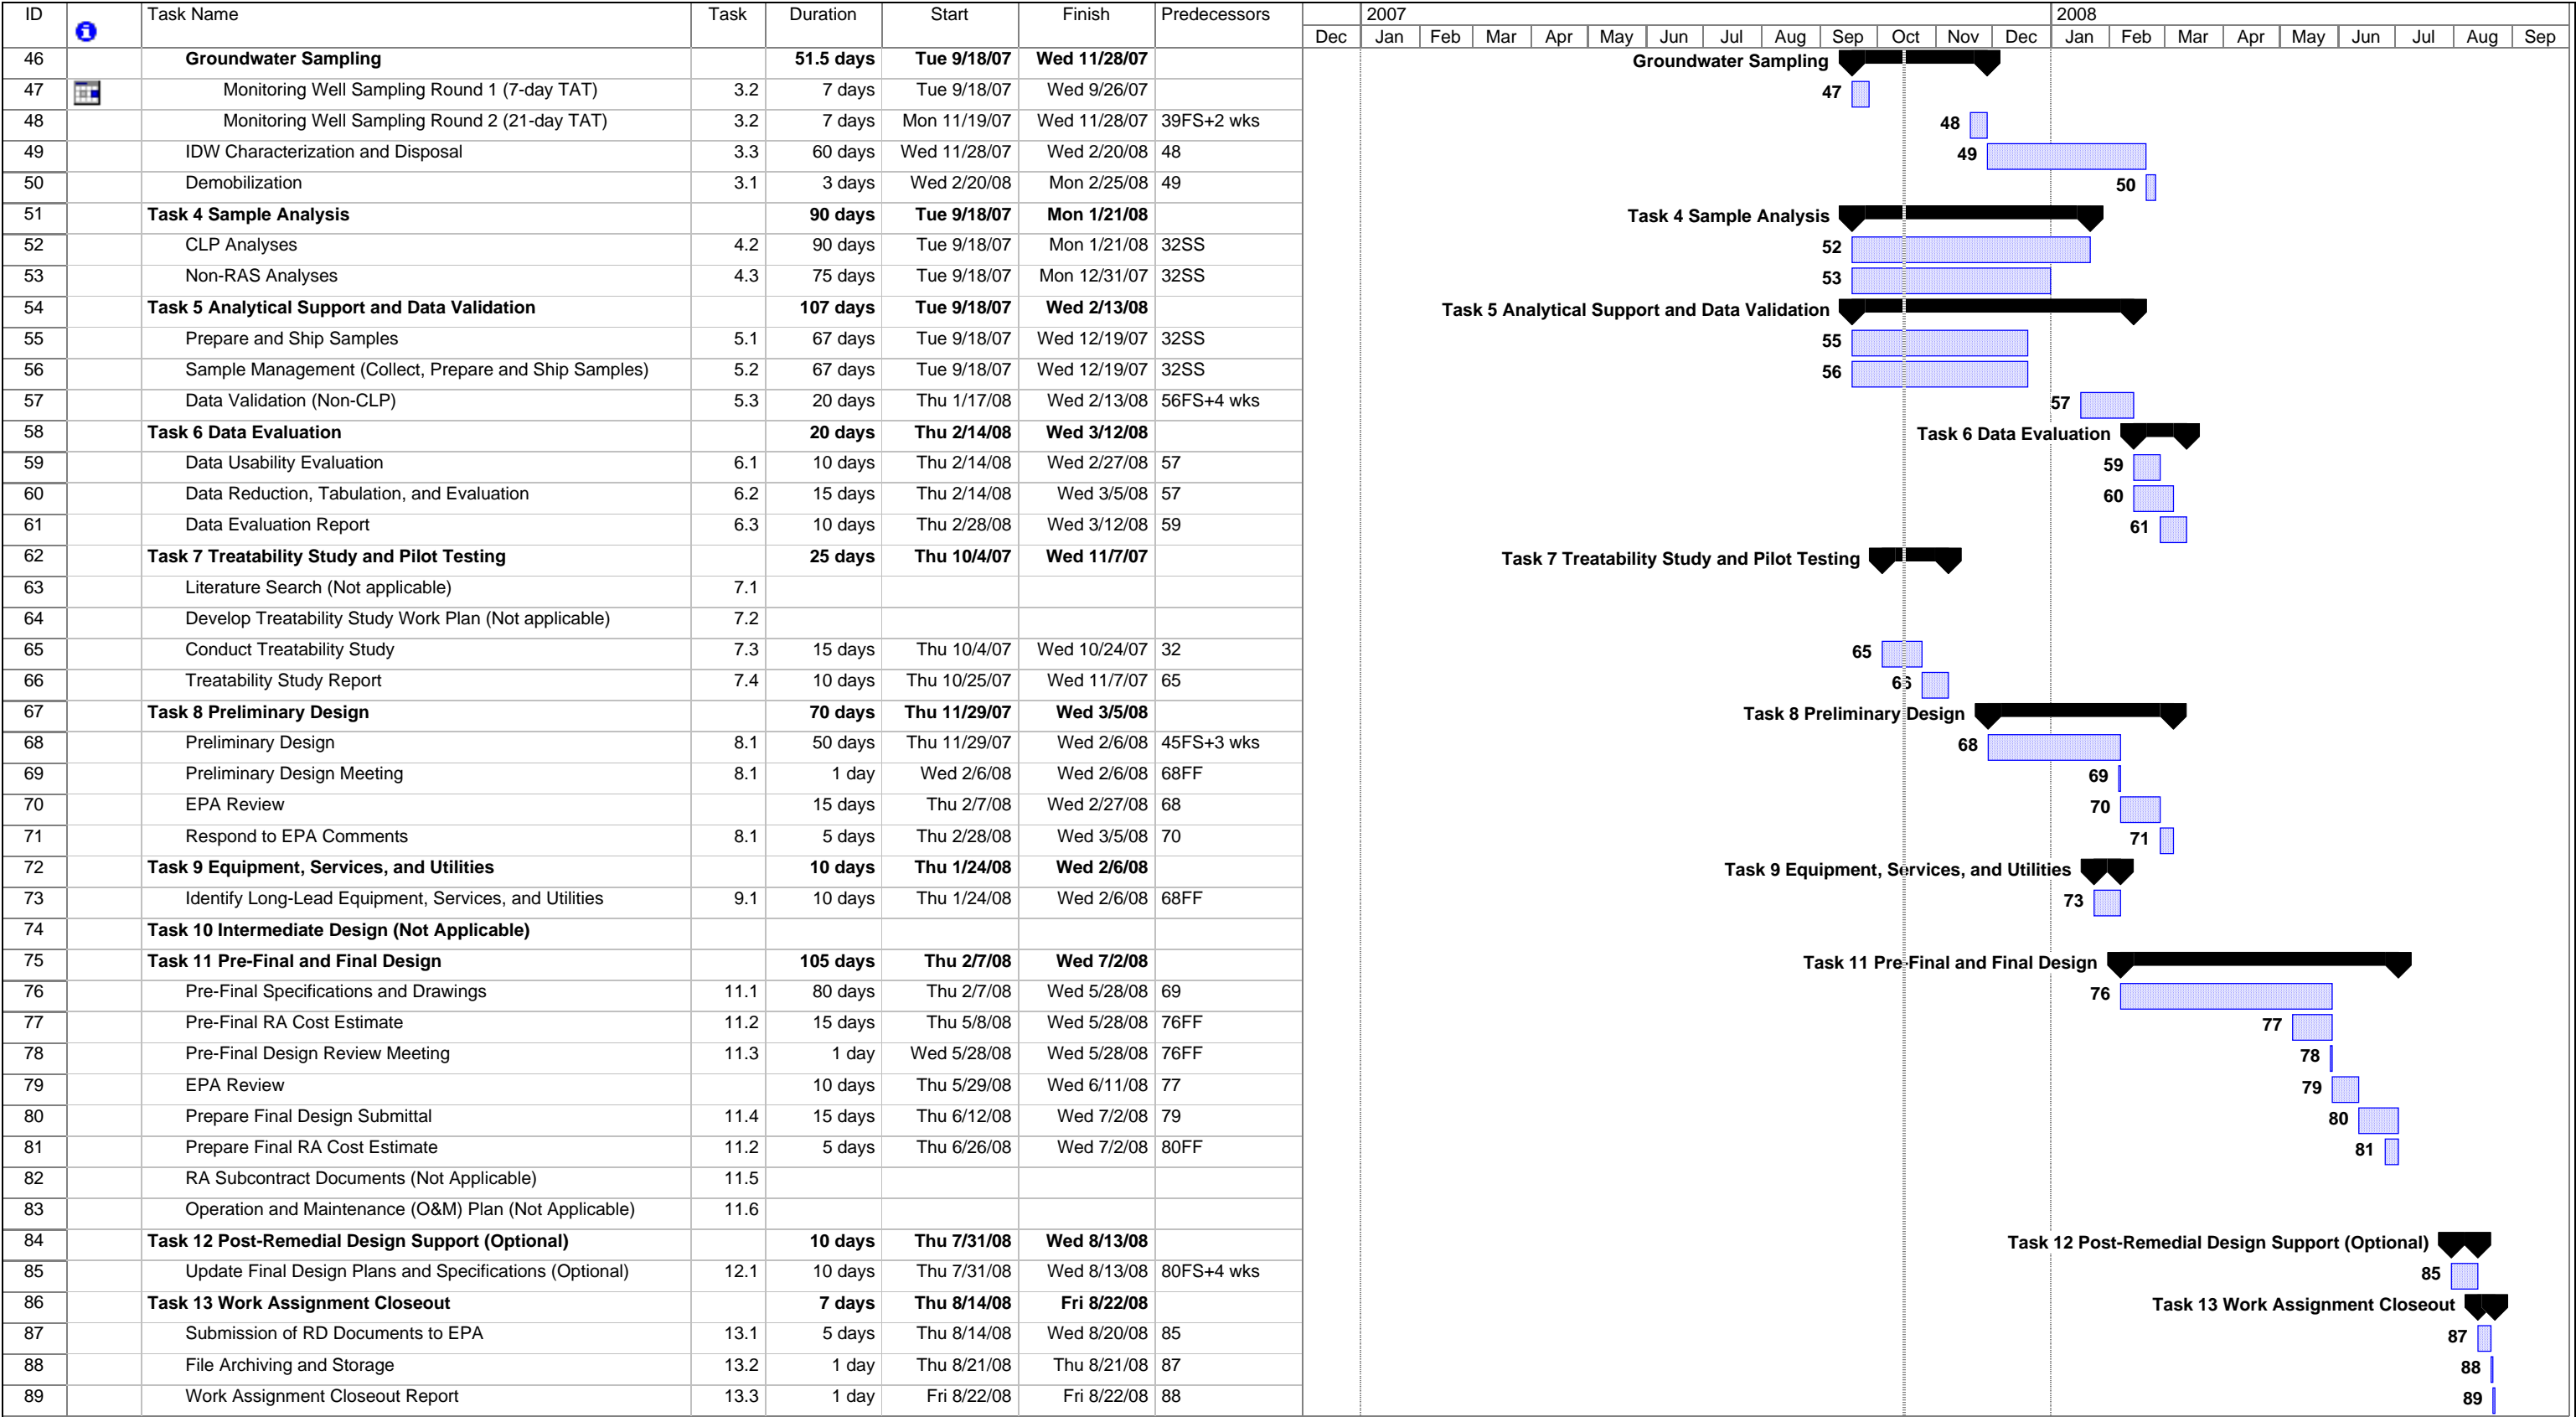 ID Task Name Task Duration Start Finish Predecessors 2007 2008
Dec Jan Feb Mar Apr May Jun Jul Aug Sep Oct Nov Dec Jan Feb Mar Apr May Jun Jul Aug Sep
46 Groundwater Sampling 51.5 days Tue 9/18/07 Wed 11/28/07 Groundwater Sampling
47 Monitoring Well Sampling Round 1 (7-day TAT) 3.2 7 days Tue 9/18/07 Wed 9/26/07 47
48 Monitoring Well Sampling Round 2 (21-day TAT) 3.2 7 days Mon 11/19/07 Wed 11/28/07 39FS+2 wks 48
49 IDW Characterization and Disposal 3.3 60 days Wed 11/28/07 Wed 2/20/08 48 49
50 Demobilization 3.1 3 days Wed 2/20/08 Mon 2/25/08 49 50
51 Task 4 Sample Analysis 90 days Tue 9/18/07 Mon 1/21/08 Task 4 Sample Analysis
52 CLP Analyses 4.2 90 days Tue 9/18/07 Mon 1/21/08 32SS 52
53 Non-RAS Analyses 4.3 75 days Tue 9/18/07 Mon 12/31/07 32SS 53
54 Task 5 Analytical Support and Data Validation 107 days Tue 9/18/07 Wed 2/13/08 Task 5 Analytical Support and Data Validation
55 Prepare and Ship Samples 5.1 67 days Tue 9/18/07 Wed 12/19/07 32SS 55
56 Sample Management (Collect, Prepare and Ship Samples) 5.2 67 days Tue 9/18/07 Wed 12/19/07 32SS 56
57 Data Validation (Non-CLP) 5.3 20 days Thu 1/17/08 Wed 2/13/08 56FS+4 wks 57
58 Task 6 Data Evaluation 20 days Thu 2/14/08 Wed 3/12/08 Task 6 Data Evaluation
59 Data Usability Evaluation 6.1 10 days Thu 2/14/08 Wed 2/27/08 57 59
60 Data Reduction, Tabulation, and Evaluation 6.2 15 days Thu 2/14/08 Wed 3/5/08 57 60
61 Data Evaluation Report 6.3 10 days Thu 2/28/08 Wed 3/12/08 59 61
62 Task 7 Treatability Study and Pilot Testing 25 days Thu 10/4/07 Wed 11/7/07 Task 7 Treatability Study and Pilot Testing
63 Literature Search (Not applicable) 7.1
64 Develop Treatability Study Work Plan (Not applicable) 7.2
65 Conduct Treatability Study 7.3 15 days Thu 10/4/07 Wed 10/24/07 32 65
66 Treatability Study Report 7.4 10 days Thu 10/25/07 Wed 11/7/07 65 66
67 Task 8 Preliminary Design 70 days Thu 11/29/07 Wed 3/5/08 Task 8 Preliminary Design
68 Preliminary Design 8.1 50 days Thu 11/29/07 Wed 2/6/08 45FS+3 wks 68
69 Preliminary Design Meeting 8.1 1 day Wed 2/6/08 Wed 2/6/08 68FF 69
70 EPA Review 15 days Thu 2/7/08 Wed 2/27/08 68 70
71 Respond to EPA Comments 8.1 5 days Thu 2/28/08 Wed 3/5/08 70 71
72 Task 9 Equipment, Services, and Utilities 10 days Thu 1/24/08 Wed 2/6/08 Task 9 Equipment, Services, and Utilities
73 Identify Long-Lead Equipment, Services, and Utilities 9.1 10 days Thu 1/24/08 Wed 2/6/08 68FF 73
74 Task 10 Intermediate Design (Not Applicable)
75 Task 11 Pre-Final and Final Design 105 days Thu 2/7/08 Wed 7/2/08 Task 11 Pre-Final and Final Design
76 Pre-Final Specifications and Drawings 11.1 80 days Thu 2/7/08 Wed 5/28/08 69 76
77 Pre-Final RA Cost Estimate 11.2 15 days Thu 5/8/08 Wed 5/28/08 76FF 77
78 Pre-Final Design Review Meeting 11.3 1 day Wed 5/28/08 Wed 5/28/08 76FF 78
79 EPA Review 10 days Thu 5/29/08 Wed 6/11/08 77 79
80 Prepare Final Design Submittal 11.4 15 days Thu 6/12/08 Wed 7/2/08 79 80
81 Prepare Final RA Cost Estimate 11.2 5 days Thu 6/26/08 Wed 7/2/08 80FF 81
82 RA Subcontract Documents (Not Applicable) 11.5
83 Operation and Maintenance (O&M) Plan (Not Applicable) 11.6
84 Task 12 Post-Remedial Design Support (Optional) 10 days Thu 7/31/08 Wed 8/13/08 Task 12 Post-Remedial Design Support (Optional)
85 Update Final Design Plans and Specifications (Optional) 12.1 10 days Thu 7/31/08 Wed 8/13/08 80FS+4 wks 85
86 Task 13 Work Assignment Closeout 7 days Thu 8/14/08 Fri 8/22/08 Task 13 Work Assignment Closeout
87 Submission of RD Documents to EPA 13.1 5 days Thu 8/14/08 Wed 8/20/08 85 87
88 File Archiving and Storage 13.2 1 day Thu 8/21/08 Thu 8/21/08 87 88
89 Work Assignment Closeout Report 13.3 1 day Fri 8/22/08 Fri 8/22/08 88 89